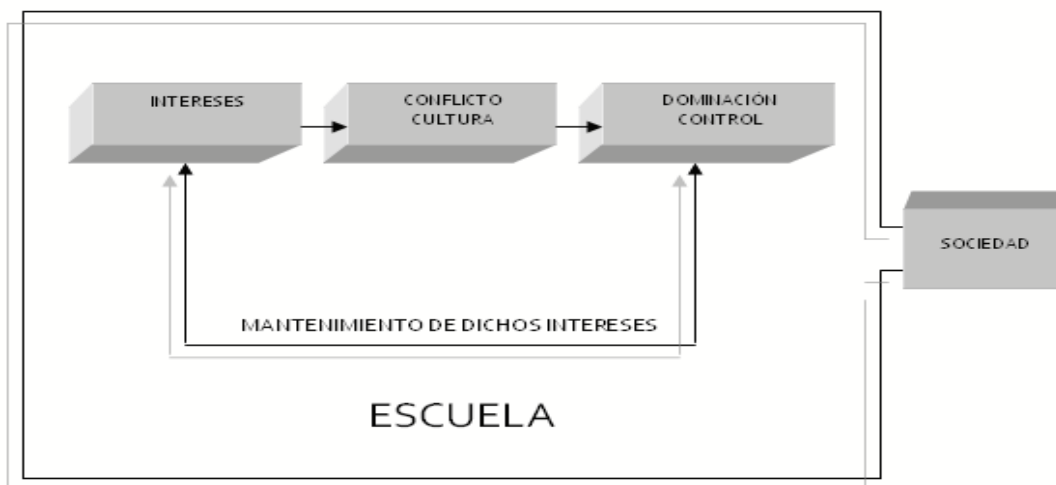 INTERESES
CONFLICTO
CULTURA
DOMINACIÓN
CONTROL
SOCIEDAD
MANTENIMIENTO DE DICHOS INTERESES
ESCUELA